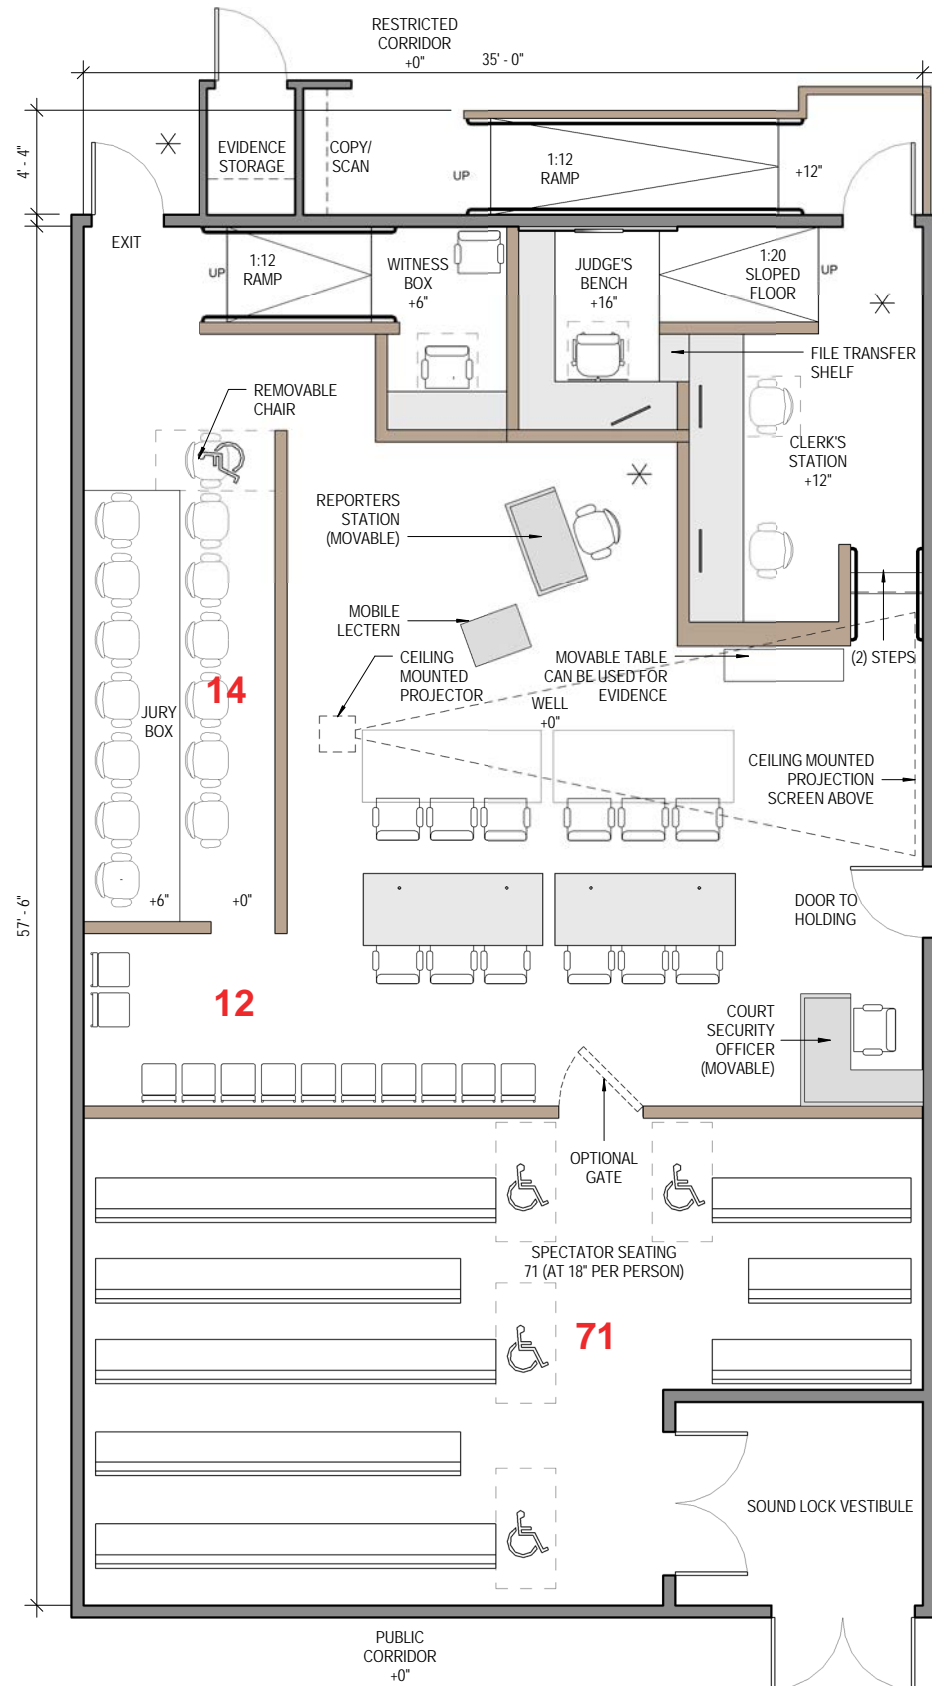 RESTRICTED
CORRIDOR
+0"
35' - 0"
4' - 4"
EVIDENCE
STORAGE
COPY/
SCAN
UP
1:12
RAMP
+12"
EXIT
UP
1:12
RAMP
WITNESS
BOX
+6"
JUDGE'S
BENCH
+16"
1:20
SLOPED
FLOOR
UP
FILE TRANSFER
SHELF
REMOVABLE
CHAIR
CLERK'S
STATION
+12"
REPORTERS
STATION
(MOVABLE)
MOBILE
LECTERN
CEILING
MOUNTED
PROJECTOR
MOVABLE TABLE
CAN BE USED FOR
EVIDENCE
(2) STEPS
14
JURY
BOX
WELL
+0"
CEILING MOUNTED
PROJECTION
SCREEN ABOVE
57' - 6"
+6"
+0"
DOOR TO
HOLDING
12
COURT
SECURITY
OFFICER
(MOVABLE)
OPTIONAL
GATE
SPECTATOR SEATING
71 (AT 18" PER PERSON)
71
SOUND LOCK VESTIBULE
PUBLIC
CORRIDOR
+0"